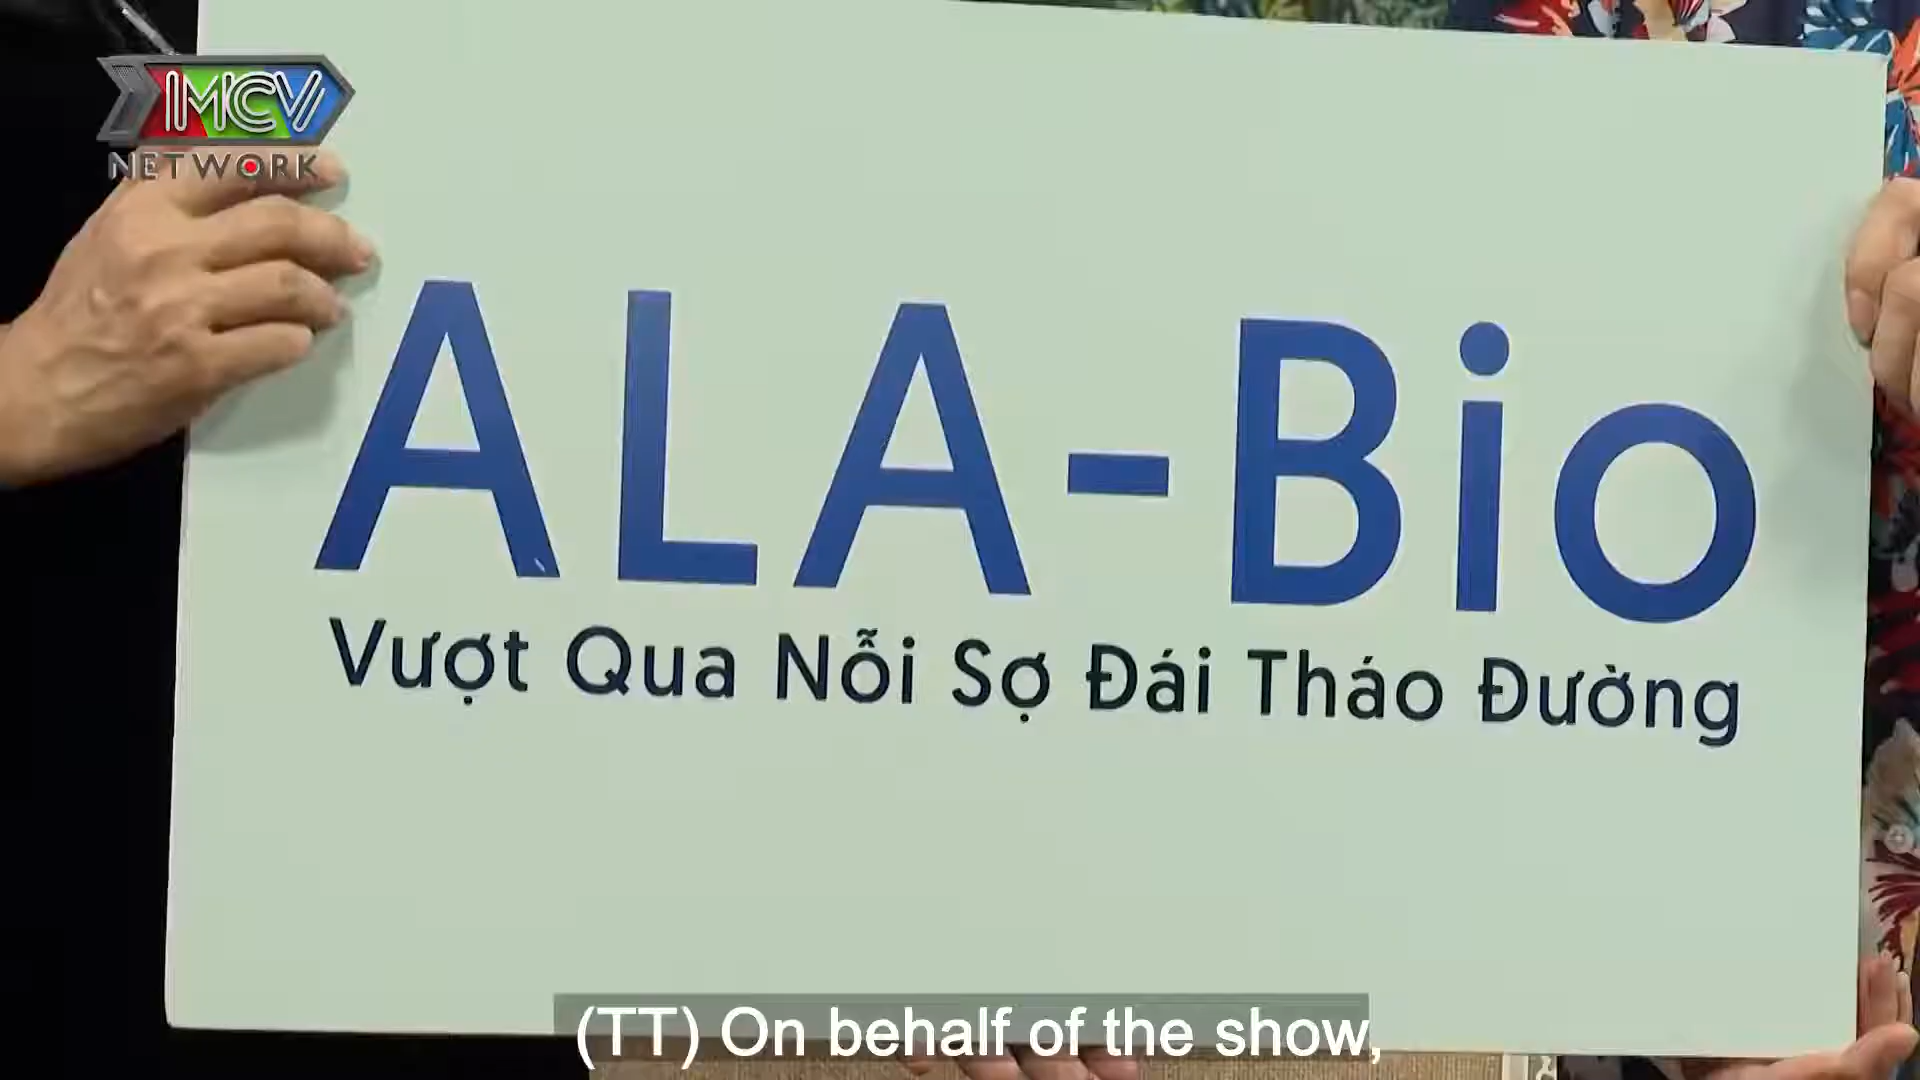 MCV
NETWORK
ALA-Bio
Vượt Qua Nỗi Sợ Đái Tháo Đường
(TT) On behalf of the show,